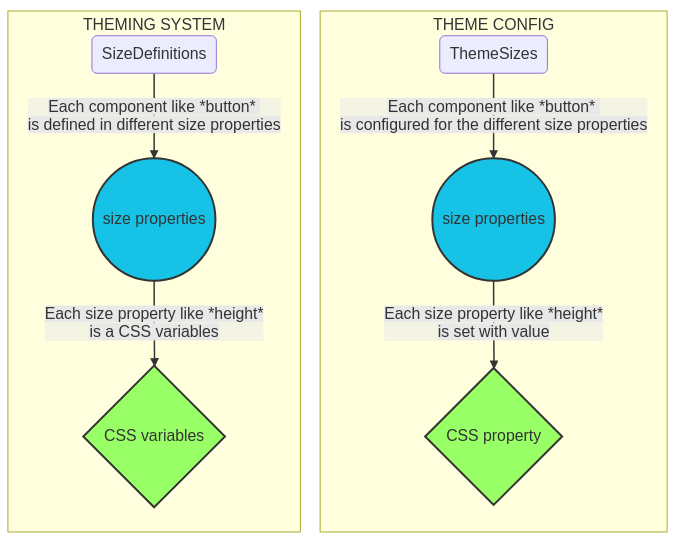 THEMING SYSTEM
SizeDefinitions
Each component like *button*
is defined in different size properties
size properties
Each size property like *height*
is a CSS variables
CSS variables
THEME CONFIG
ThemeSizes
Each component like *button*
is configured for the different size properties
size properties
Each size property like *height*
is set with value
CSS property